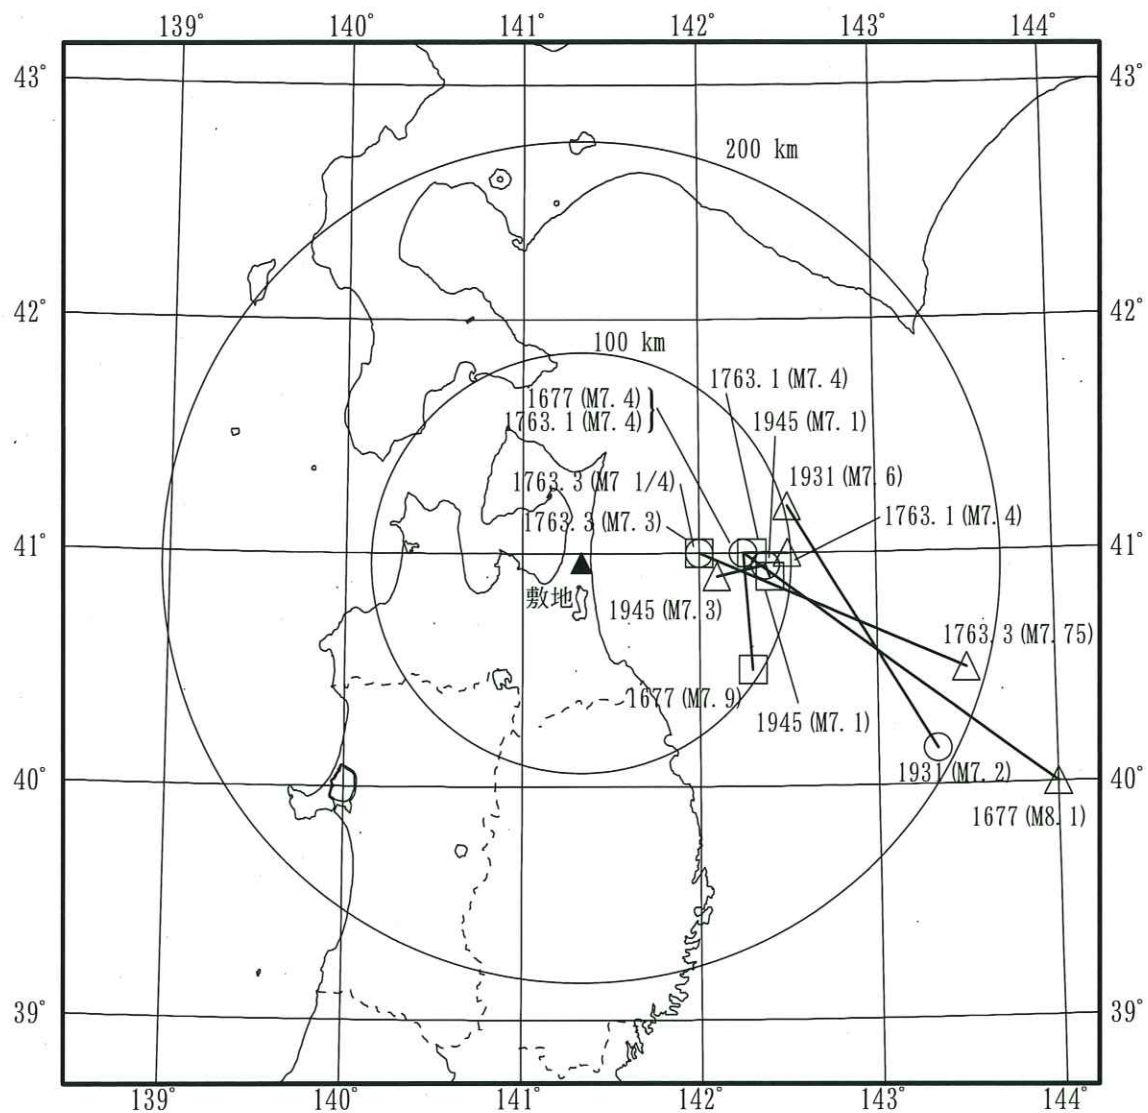 139° 140° 141° 142° 143° 144°
43° 43°
200 km
42° 42°
100 km
1763.1(M7.4)
1677(M7.4)
1763.1(M7.4)
1945(M7.1)
1931(M7.6)
1763.3(M7 1/4)
1763.1(M7.4)
1763.3(M7.3)
41° 41°
敷地
1945(M7.3)
1763.3(M7.75)
1677(M7.9)
1945(M7.1)
1931(M7.2)
40° 40°
1677(M8.1)
39° 39°
139° 140° 141° 142° 143° 144°